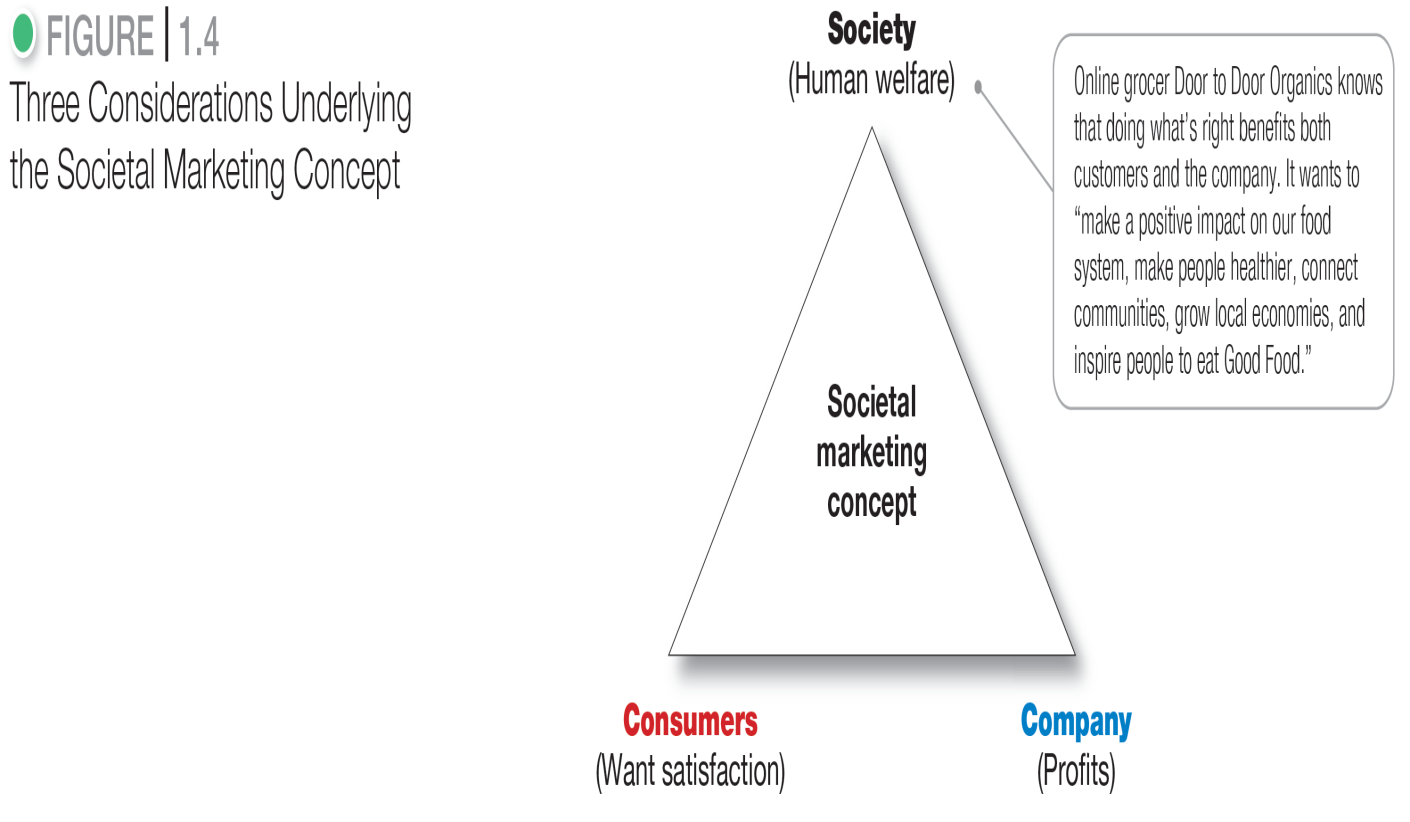 FIGURE | 1.4
Three Considerations Underlying
the Societal Marketing Concept
Society
(Human welfare)
Online grocer Door to Door Organics knows
that doing what’s right benefits both
customers and the company. It wants to
“make a positive impact on our food
system, make people healthier, connect
communities, grow local economies, and
inspire people to eat Good Food.”
Societal
marketing
concept
Consumers
(Want satisfaction)
Company
(Profits)